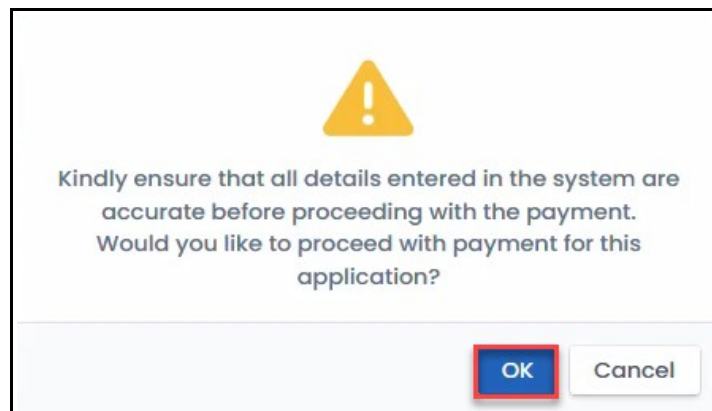 Kindly ensure that all details entered in the system are
accurate before proceeding with the payment.
Would you like to proceed with payment for this
application?
OK
Cancel